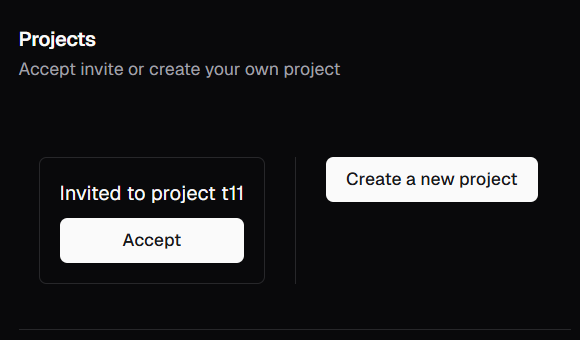 Projects
Accept invite or create your own project
Invited to project t11
Accept
Create a new project